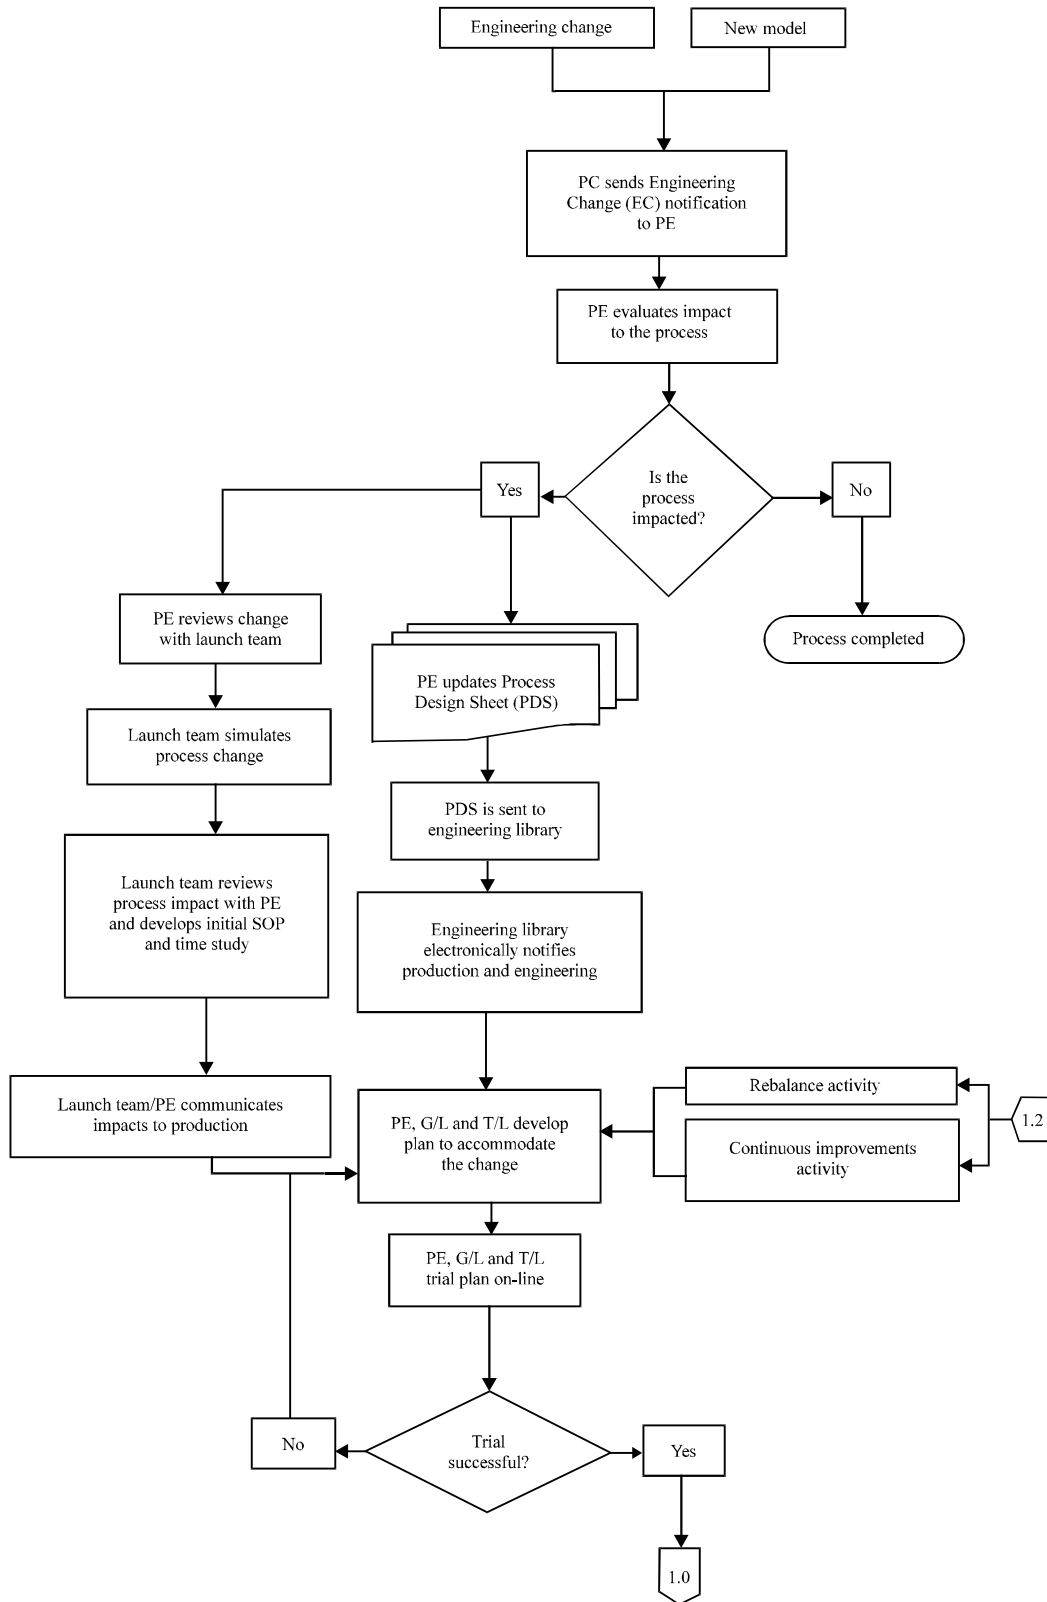 Engineering change
New model
PC sends Engineering
Change (EC) notification
to PE
PE evaluates impact
to the process
Is the
process
impacted?
Yes
No
PE reviews change
with launch team
Process completed
PE updates Process
Design Sheet (PDS)
Launch team simulates
process change
PDS is sent to
engineering library
Launch team reviews
process impact with PE
and develops initial SOP
and time study
Engineering library
electronically notifies
production and engineering
Launch team/PE communicates
impacts to production
PE, G/L and T/L develop
plan to accommodate
the change
Rebalance activity
Continuous improvements
activity
1.2
PE, G/L and T/L
trial plan on-line
Trial
successful?
No
Yes
1.0